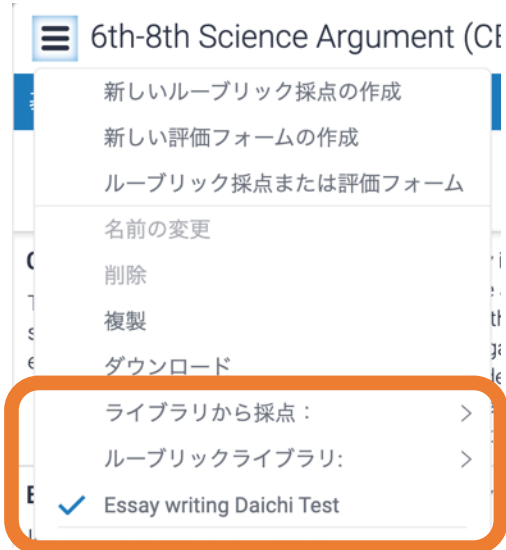 6th-8th Science Argument (CE
新しいルーブリック採点の作成
新しい評価フォームの作成
ルーブリック採点または評価フォーム
名前の変更
削除
複製
ダウンロード
ライブラリから採点：
ルーブリックライブラリ:
Essay writing Daichi Test